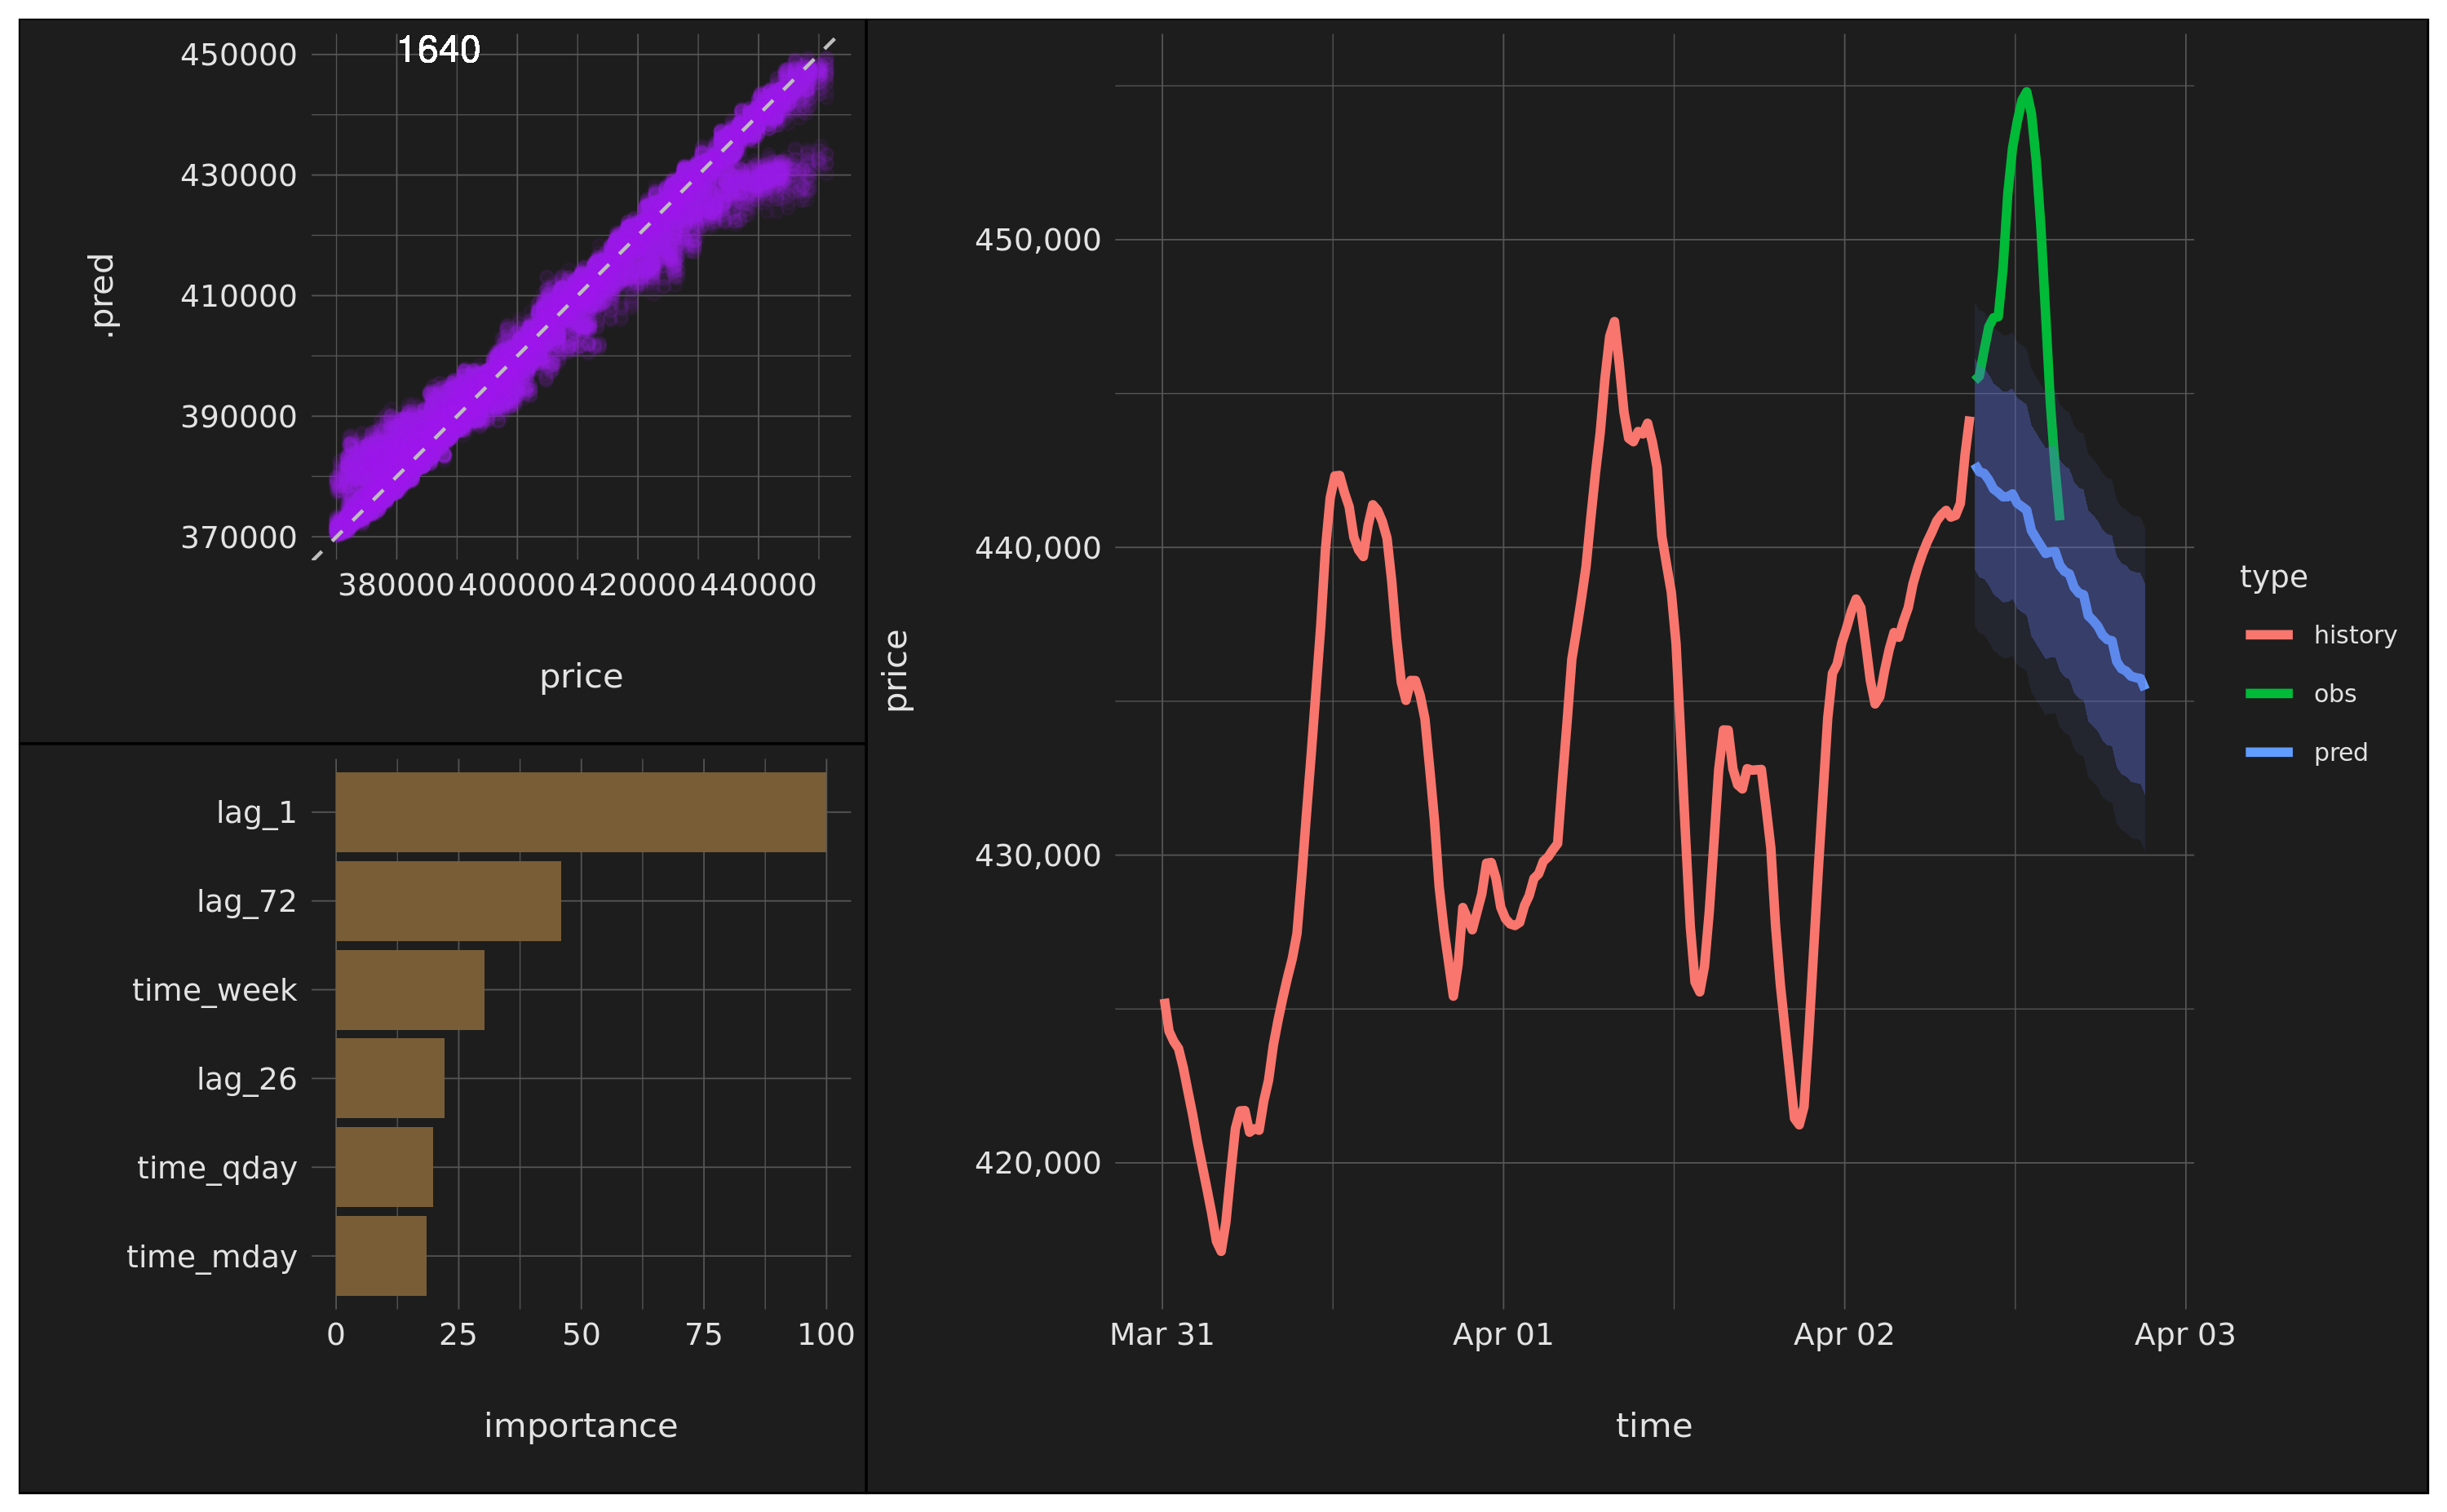 1640
450000
430000
410000
390000
370000
.pred
380000 400000 420000 440000
price
lag_1
lag_72
time_week
lag_26
time_qday
time_mday
0 25 50 75 100
importance
price
450,000
440,000
430,000
420,000
Mar 31 Apr 01 Apr 02 Apr 03
time
type
history
obs
pred